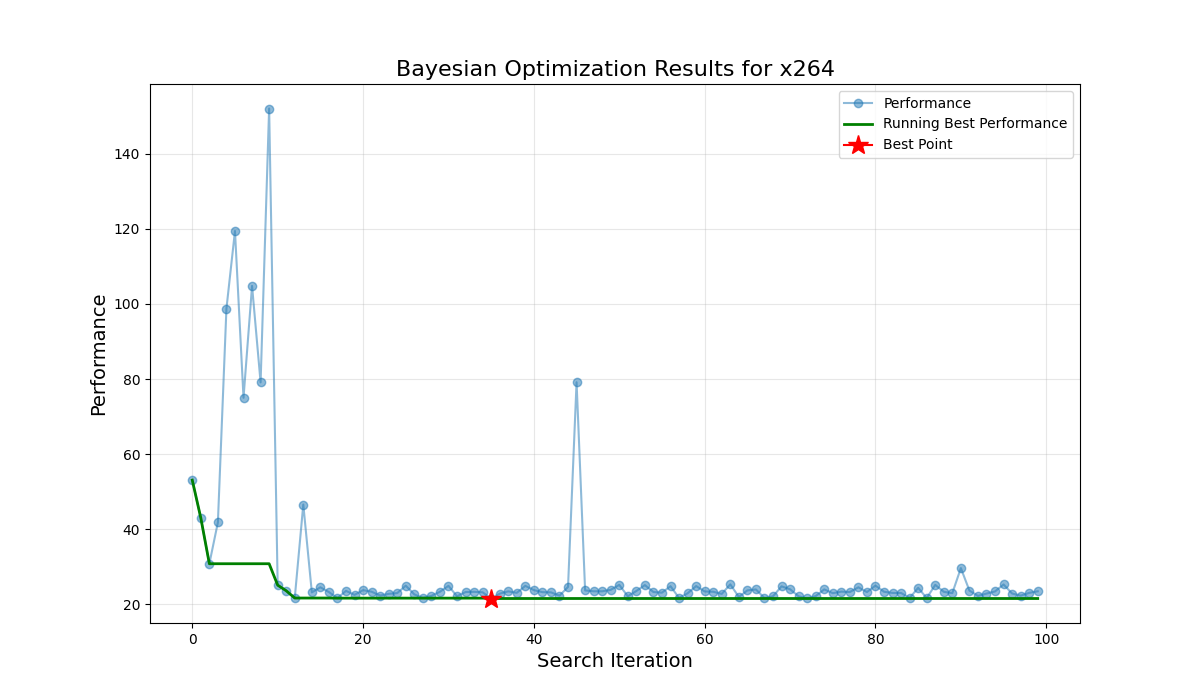 Bayesian Optimization Results for x264
Performance
Running Best Performance
Best Point
Performance
140
120
100
80
60
40
20
0
20
40
60
80
100
Search Iteration